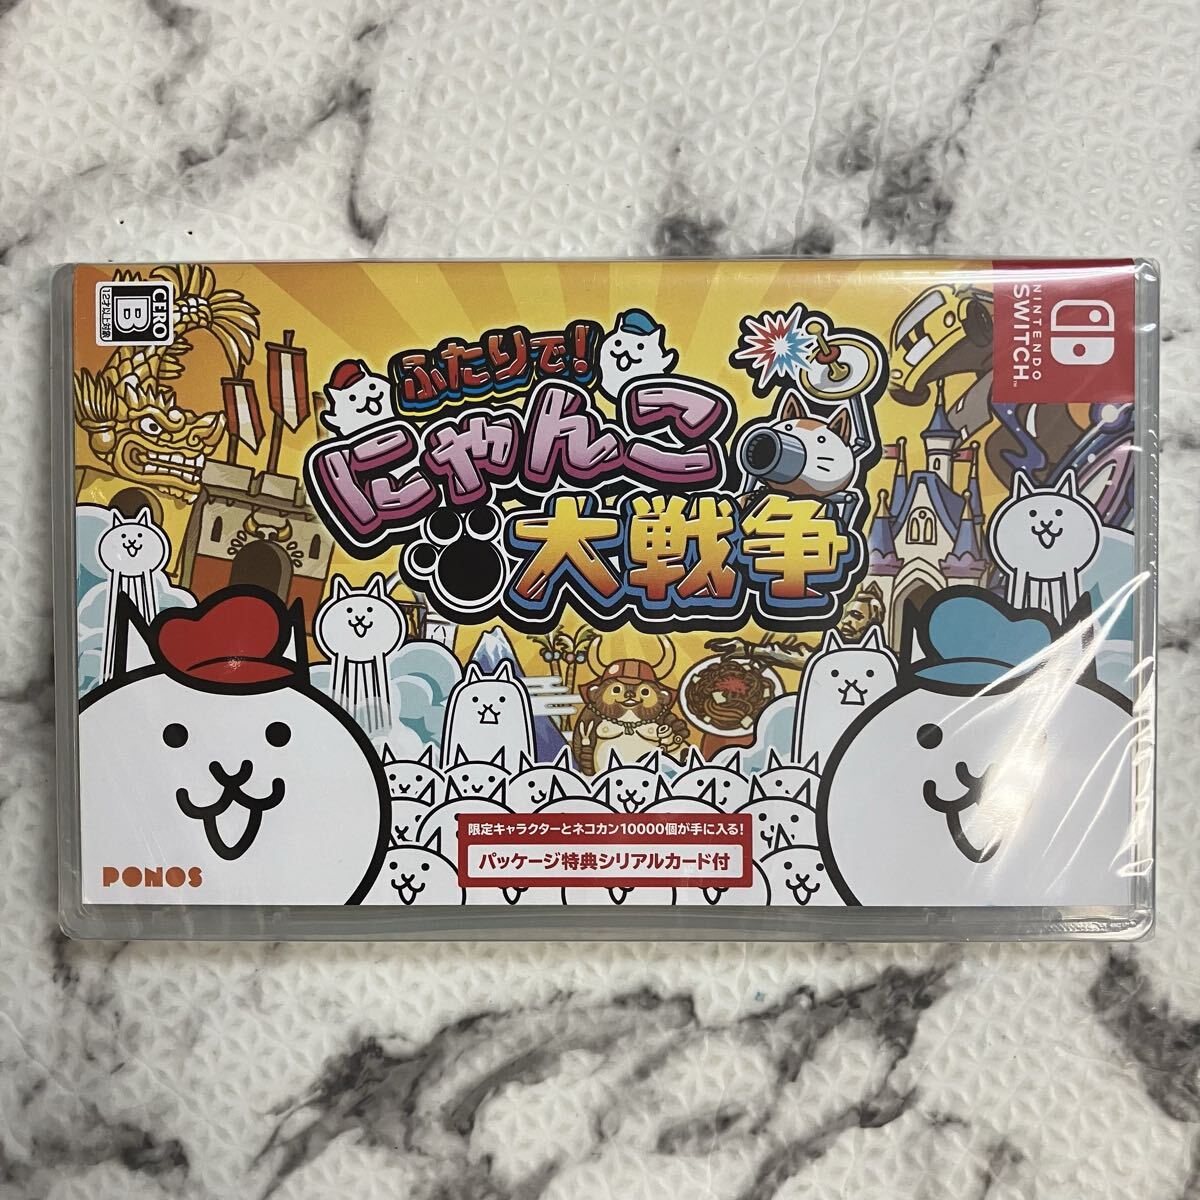 CERO
B
12才以上対象
NINTENDO
SWITCH™
ふたりで!
にゃんこ
大戦争
限定キャラクターとネコカン10000個が手に入る!
パッケージ特典シリアルカード付
PONOS